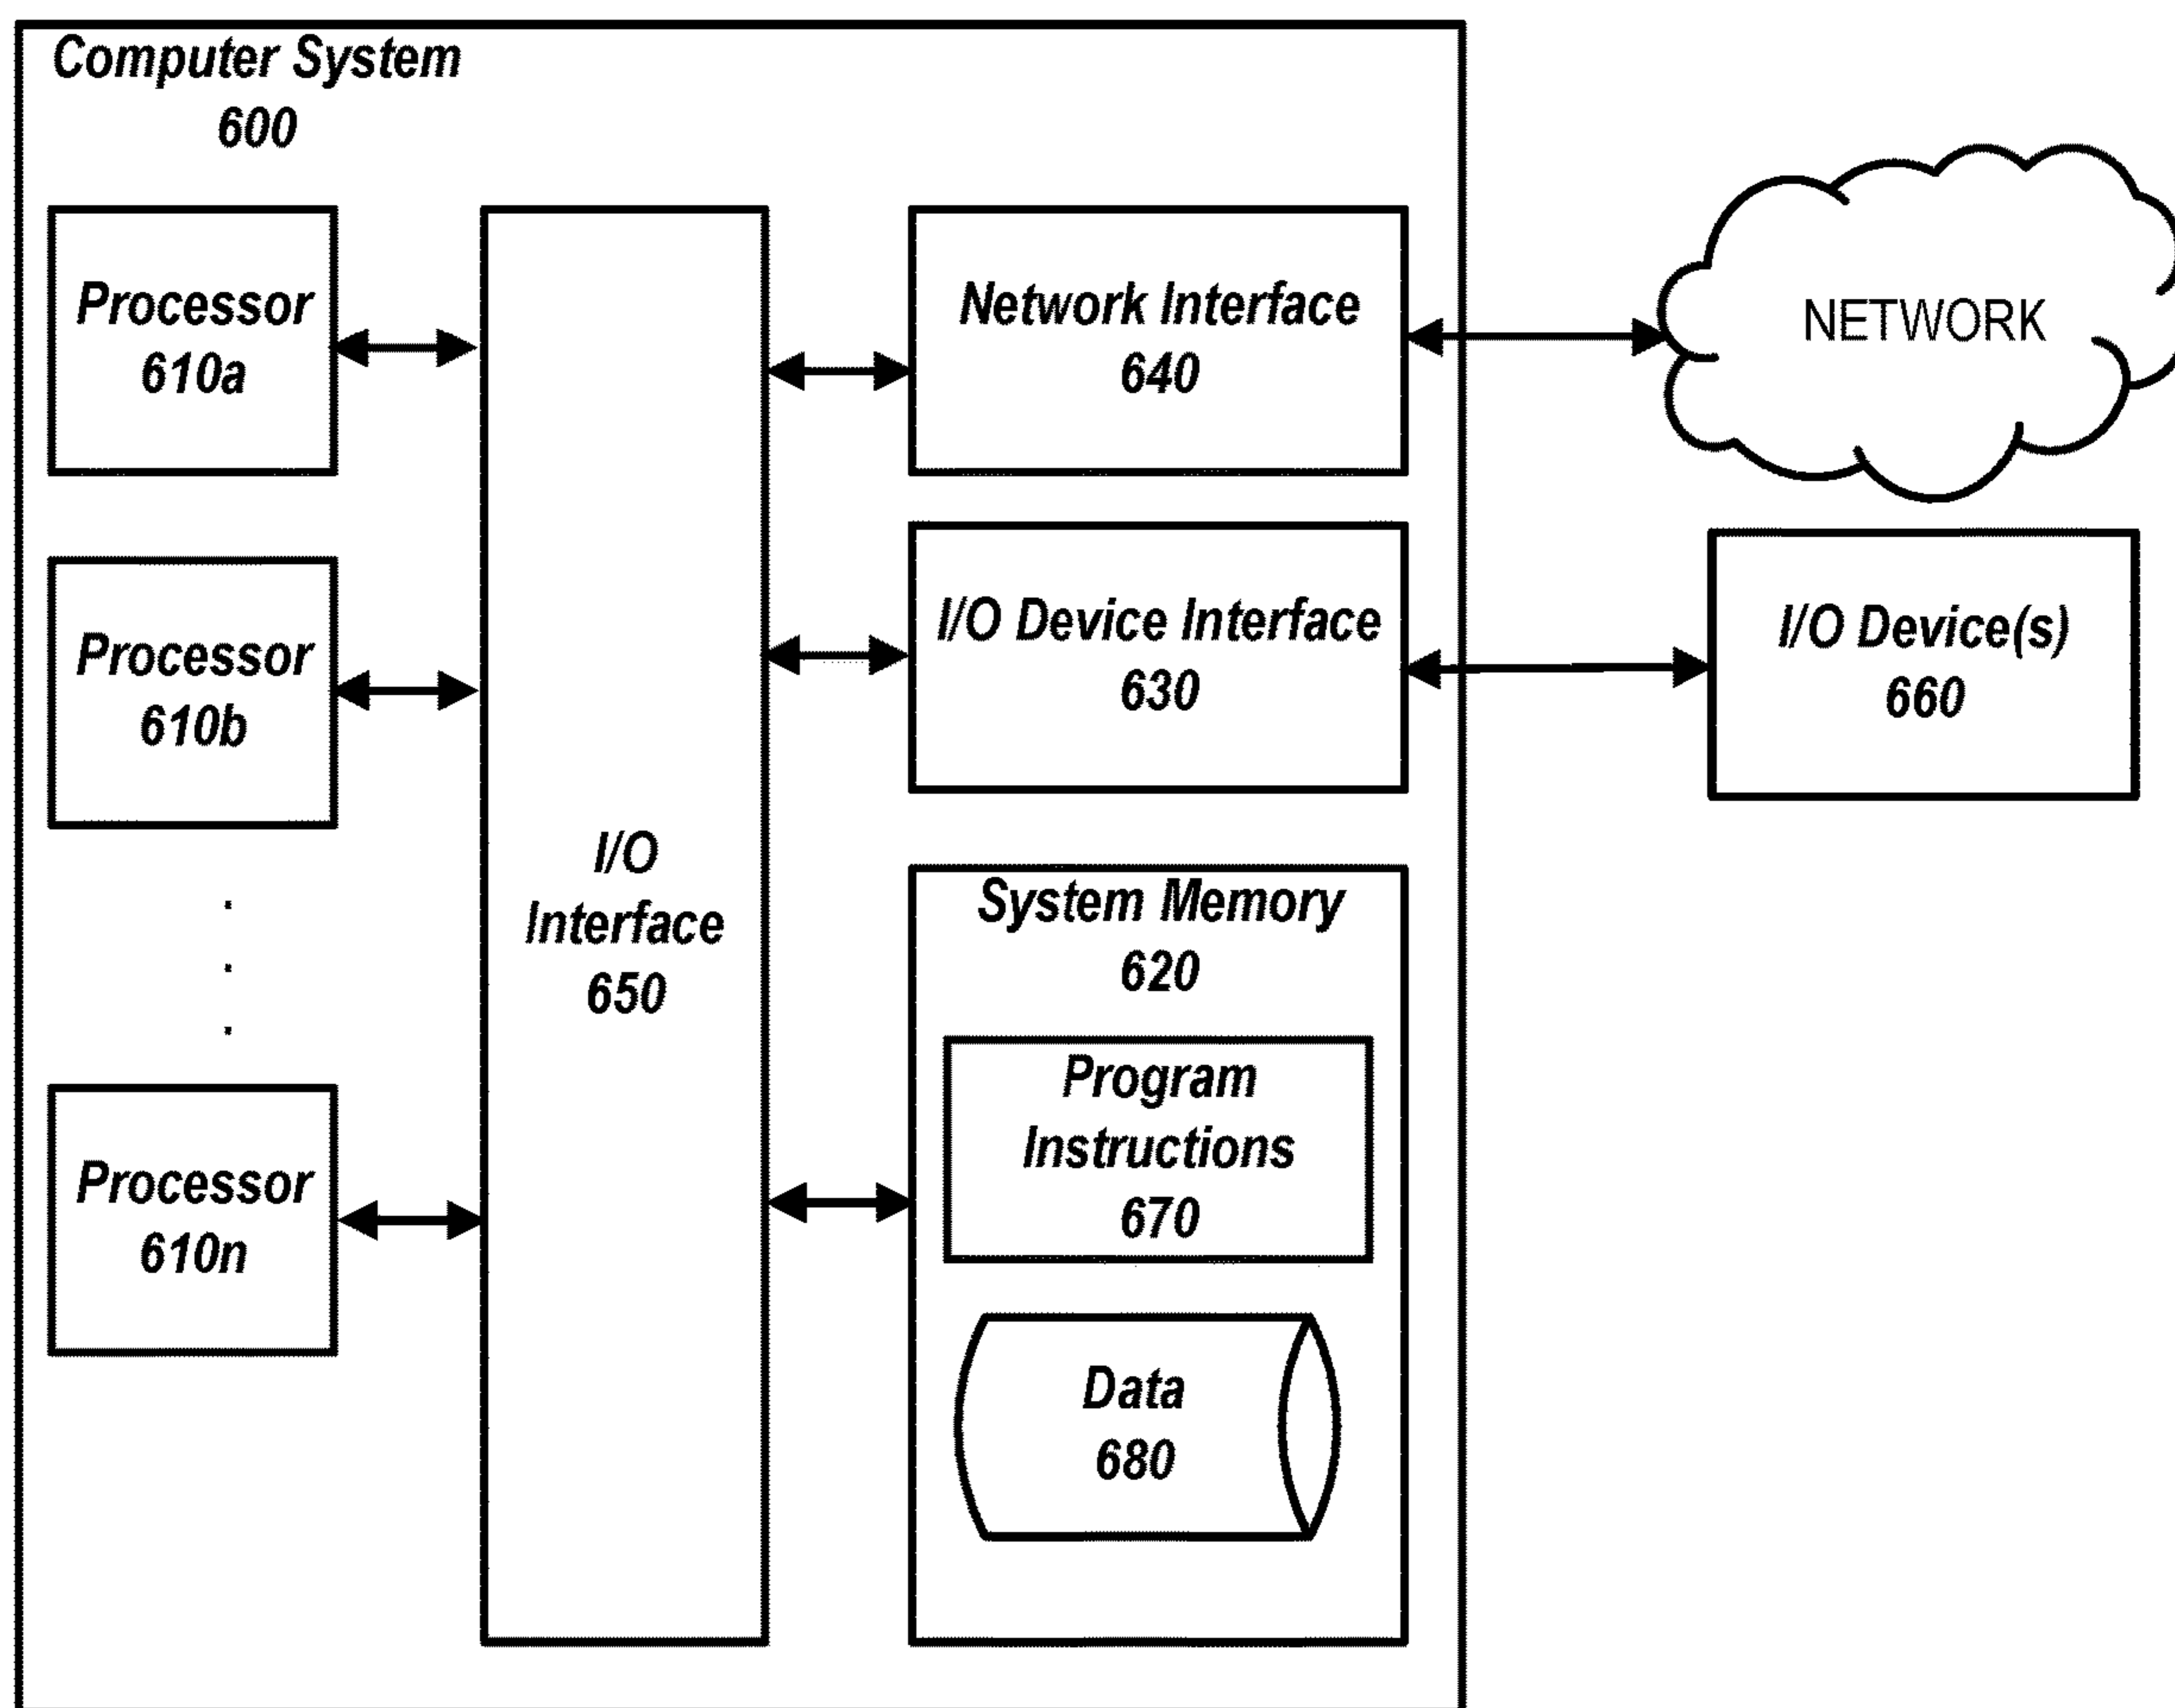 Computer System
600
Processor
610a
Processor
610b
.
.
.
Processor
610n
I/O
Interface
650
Network Interface
640
I/O Device Interface
630
System Memory
620
Program
Instructions
670
Data
680
NETWORK
I/O Device(s)
660